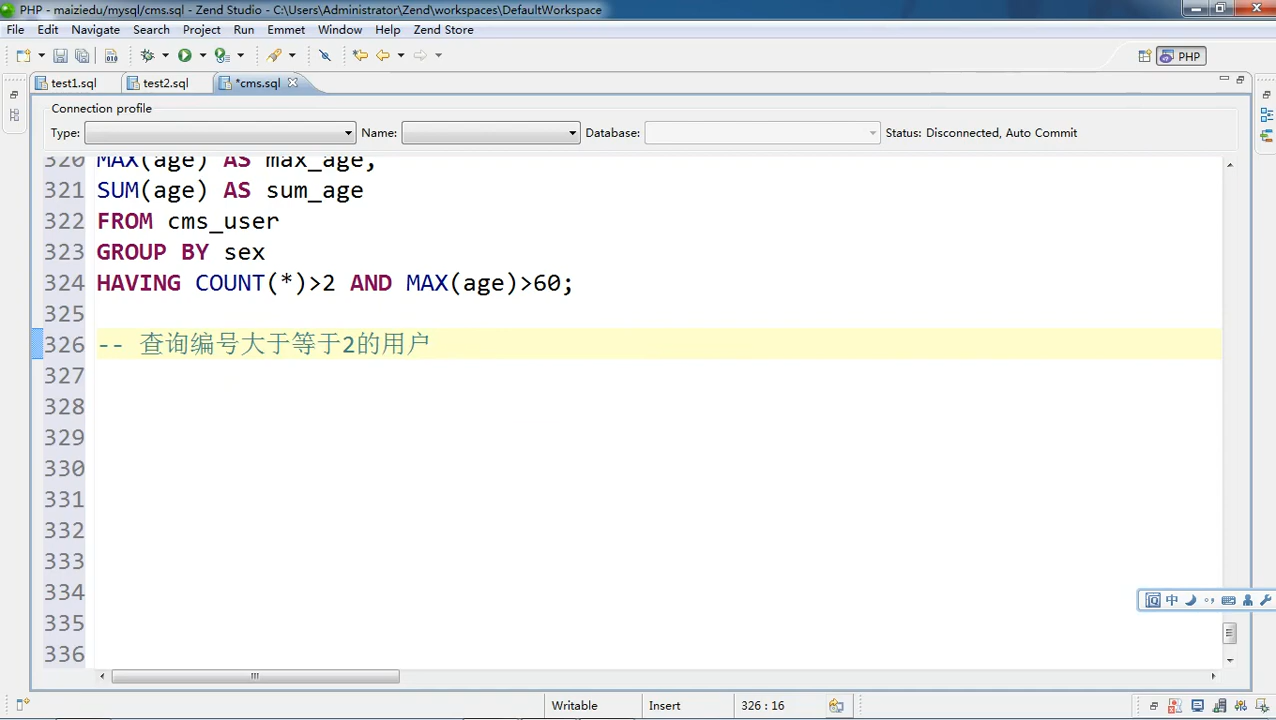 PHP - maiziedu/mysql/cms.sql - Zend Studio - C:\Users\Administrator\Zend\workspaces\DefaultWorkspace
File Edit Navigate Search Project Run Emmet Window Help Zend Store
PHP
test1.sql test2.sql *cms.sql
Connection profile
Type: Name: Database: Status: Disconnected, Auto Commit
320 MAX(age) AS max_age,
321 SUM(age) AS sum_age
322 FROM cms_user
323 GROUP BY sex
324 HAVING COUNT(*)>2 AND MAX(age)>60;
325
326 -- 查询编号大于等于2的用户
327
328
329
330
331
332
333
334
335
336
中
Writable Insert 326 : 16